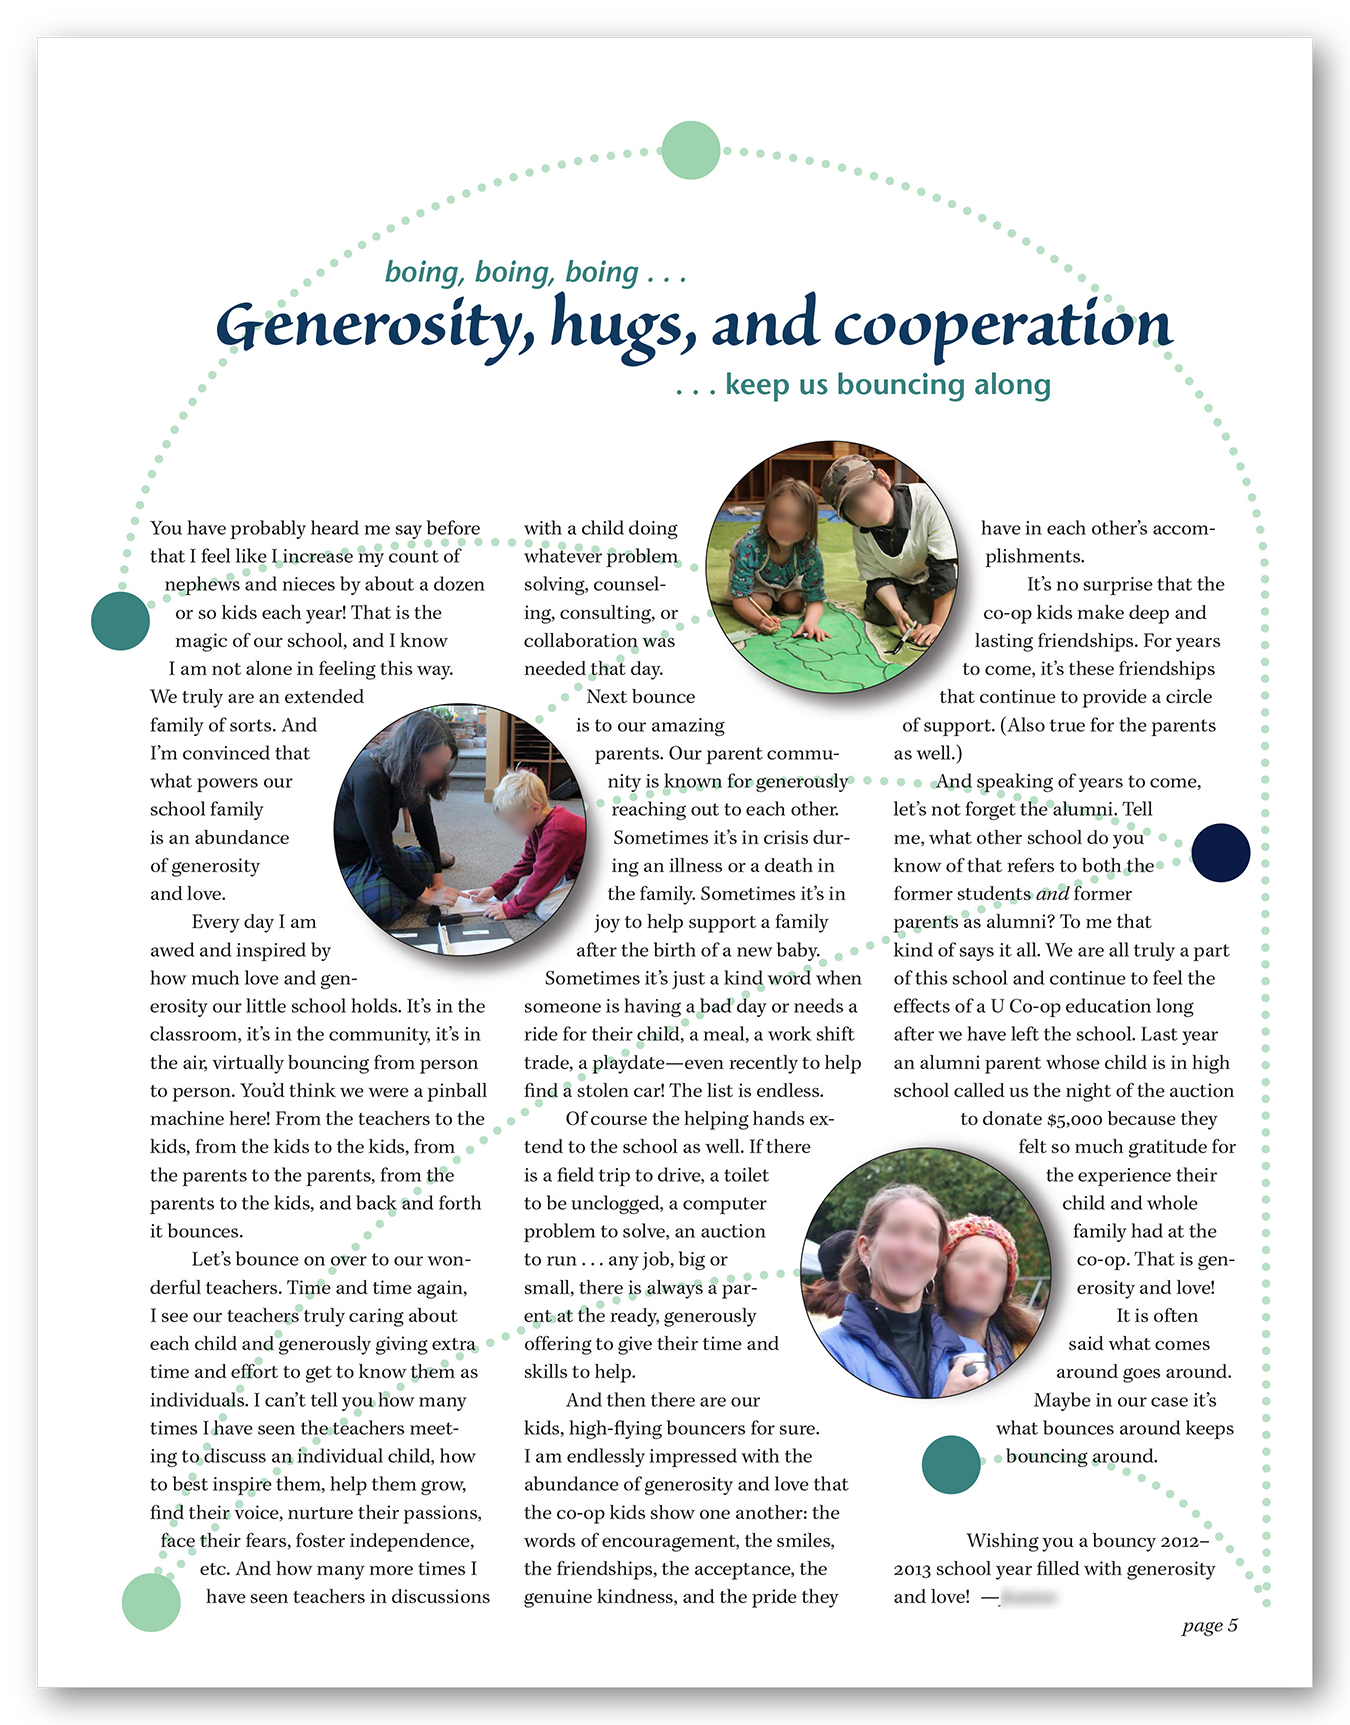 boing, boing, boing . . .
Generosity, hugs, and cooperation
. . . keep us bouncing along
You have probably heard me say before
that I feel like I increase my count of
nephews and nieces by about a dozen
or so kids each year! That is the
magic of our school, and I know
I am not alone in feeling this way.
We truly are an extended
family of sorts. And
I’m convinced that
what powers our
school family
is an abundance
of generosity
and love.
Every day I am
awed and inspired by
how much love and gen-
erosity our little school holds. It’s in the
classroom, it’s in the community, it’s in
the air, virtually bouncing from person
to person. You’d think we were a pinball
machine here! From the teachers to the
kids, from the kids to the kids, from
the parents to the parents, from the
parents to the kids, and back and forth
it bounces.
Let’s bounce on over to our won-
derful teachers. Time and time again,
I see our teachers truly caring about
each child and generously giving extra
time and effort to get to know them as
individuals. I can’t tell you how many
times I have seen the teachers meet-
ing to discuss an individual child, how
to best inspire them, help them grow,
find their voice, nurture their passions,
face their fears, foster independence,
etc. And how many more times I
have seen teachers in discussions
with a child doing
whatever problem
solving, counsel-
ing, consulting, or
collaboration was
needed that day.
Next bounce
is to our amazing
parents. Our parent commu-
nity is known for generously
reaching out to each other.
Sometimes it’s in crisis dur-
ing an illness or a death in
the family. Sometimes it’s in
joy to help support a family
after the birth of a new baby.
Sometimes it’s just a kind word when
someone is having a bad day or needs a
ride for their child, a meal, a work shift
trade, a playdate—even recently to help
find a stolen car! The list is endless.
Of course the helping hands ex-
tend to the school as well. If there
is a field trip to drive, a toilet
to be unclogged, a computer
problem to solve, an auction
to run . . . any job, big or
small, there is always a par-
ent at the ready, generously
offering to give their time and
skills to help.
And then there are our
kids, high-flying bouncers for sure.
I am endlessly impressed with the
abundance of generosity and love that
the co-op kids show one another: the
words of encouragement, the smiles,
the friendships, the acceptance, the
genuine kindness, and the pride they
have in each other’s accom-
plishments.
It’s no surprise that the
co-op kids make deep and
lasting friendships. For years
to come, it’s these friendships
that continue to provide a circle
of support. (Also true for the parents
as well.)
And speaking of years to come,
let’s not forget the alumni. Tell
me, what other school do you
know of that refers to both the
former students and former
parents as alumni? To me that
kind of says it all. We are all truly a part
of this school and continue to feel the
effects of a U Co-op education long
after we have left the school. Last year
an alumni parent whose child is in high
school called us the night of the auction
to donate $5,000 because they
felt so much gratitude for
the experience their
child and whole
family had at the
co-op. That is gen-
erosity and love!
It is often
said what comes
around goes around.
Maybe in our case it’s
what bounces around keeps
bouncing around.
Wishing you a bouncy 2012–
2013 school year filled with generosity
and love! —
page 5